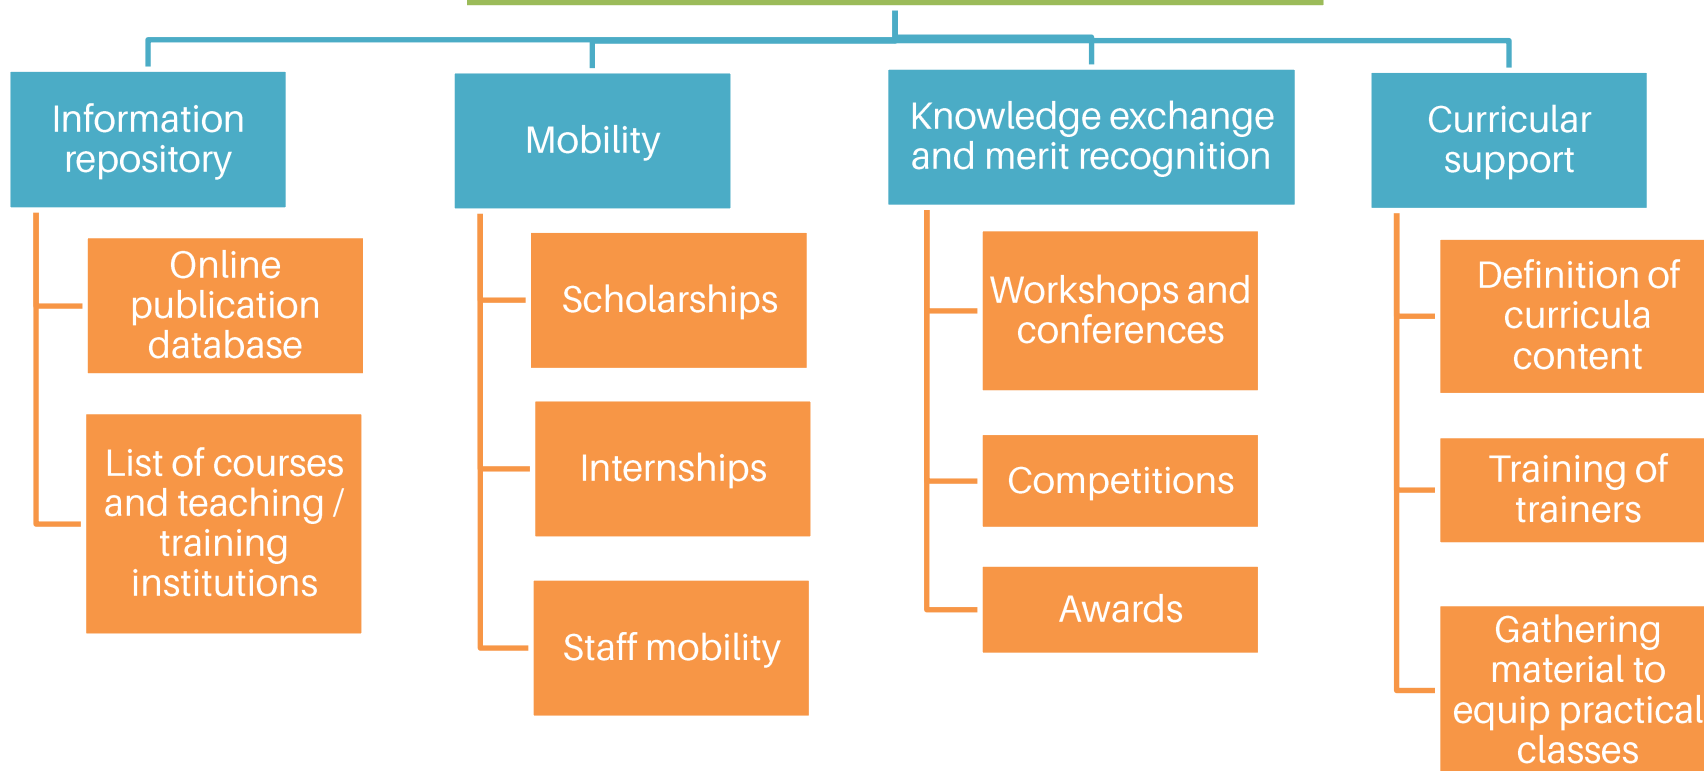 Information
repository
Online
publication
database
List of courses
and teaching /
training
institutions
Mobility
Scholarships
Internships
Staff mobility
Knowledge exchange
and merit recognition
Workshops and
conferences
Competitions
Awards
Curricular
support
Definition of
curricula
content
Training of
trainers
Gathering
material to
equip practical
classes